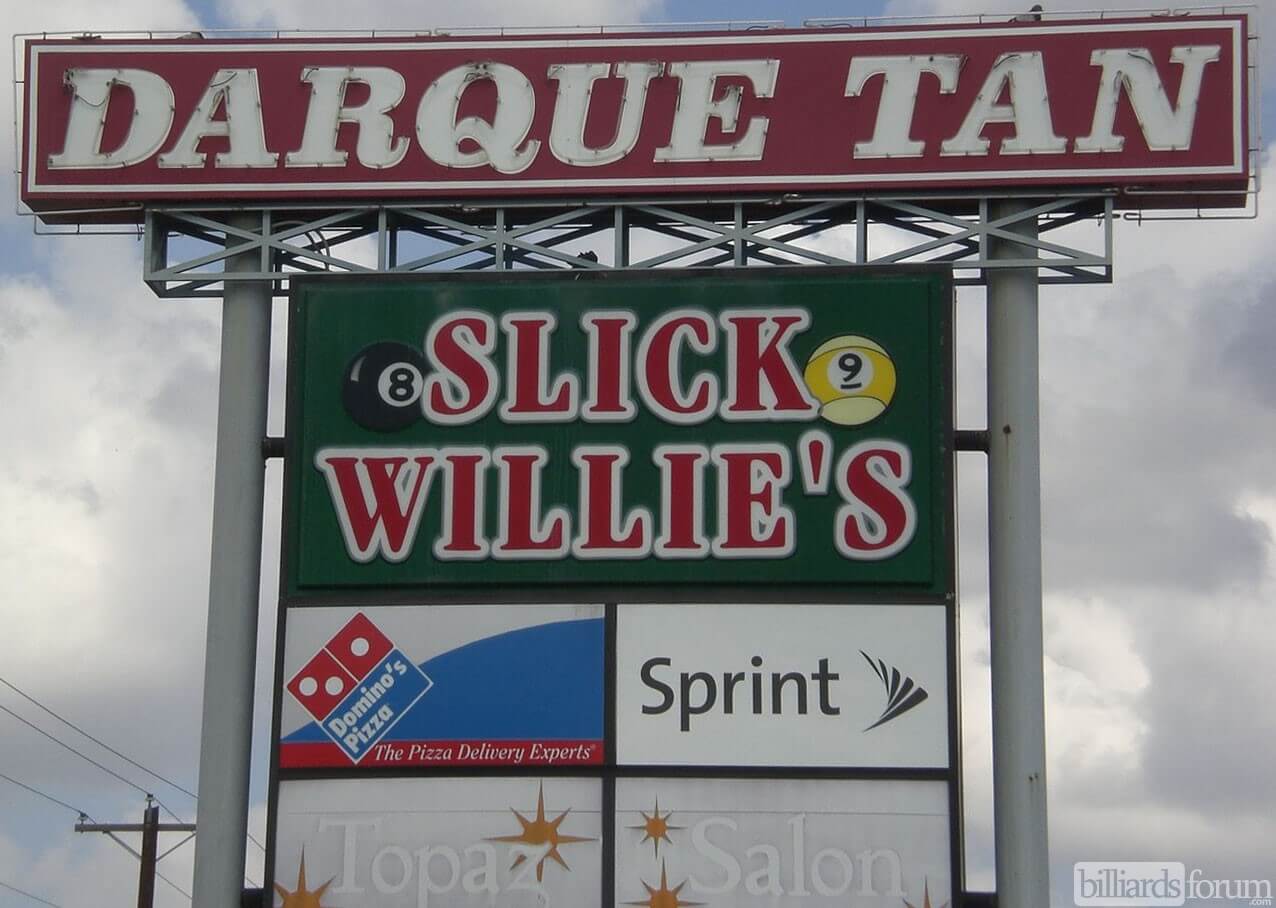 DARQUE TAN
8 SLICK 9
WILLIE'S
Domino's
Pizza
The Pizza Delivery Experts®
Sprint
Topaz Salon
billiardsforum
.com